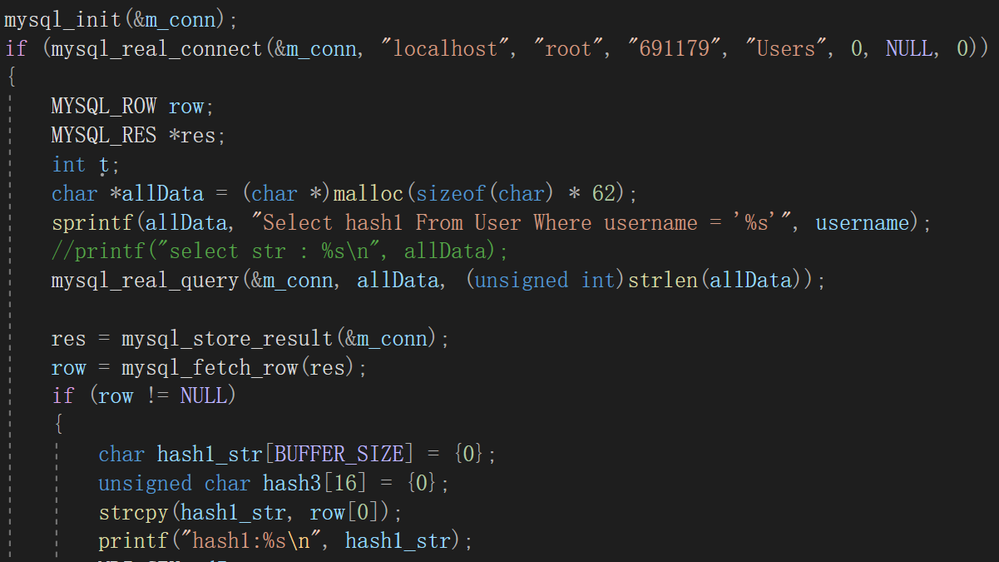 mysql_init(&m_conn);
if (mysql_real_connect(&m_conn, "localhost", "root", "691179", "Users", 0, NULL, 0))
{
MYSQL_ROW row;
MYSQL_RES *res;
int t;
char *allData = (char *)malloc(sizeof(char) * 62);
sprintf(allData, "Select hash1 From User Where username = '%s'", username);
//printf("select str : %s\n", allData);
mysql_real_query(&m_conn, allData, (unsigned int)strlen(allData));
res = mysql_store_result(&m_conn);
row = mysql_fetch_row(res);
if (row != NULL)
{
char hash1_str[BUFFER_SIZE] = {0};
unsigned char hash3[16] = {0};
strcpy(hash1_str, row[0]);
printf("hash1:%s\n", hash1_str);